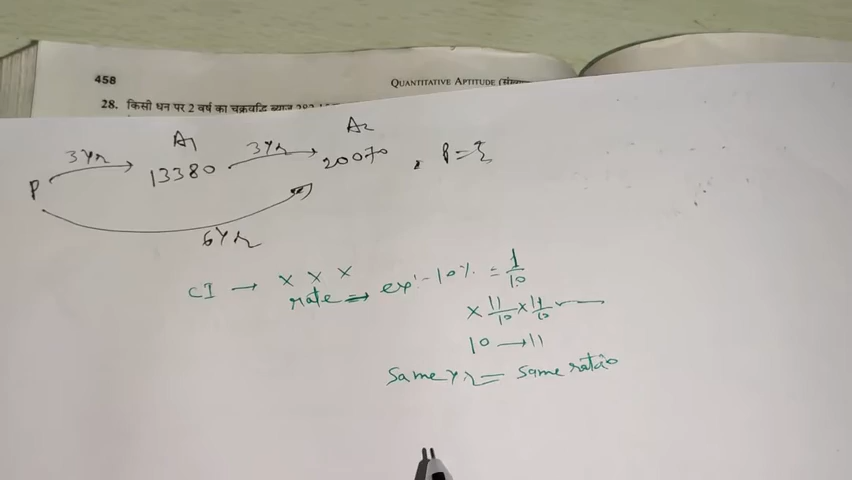 458
QUANTITATIVE APTITUDE
28. किसी धन पर 2 वर्ष का चक्रवृद्धि ब्याज
A1 A2
3yr 3yr
P 13380 20070, P = ?
6Yr
CI → × × ×
rate → exp:- 10% = 1/10
× 11/10 × 11/10
10 → 11
Same Yr = Same ratio